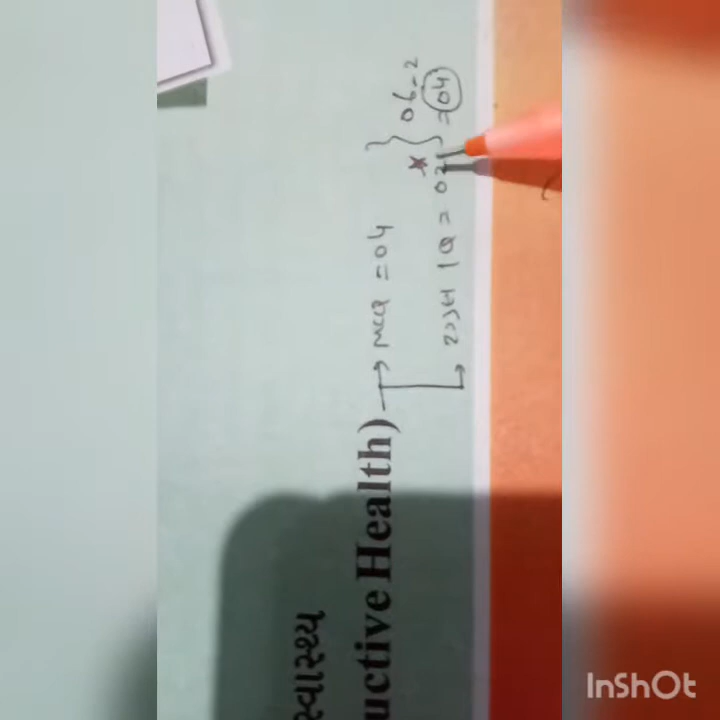 સ્વાસ્થ્ય
uctive Health) → MCQ = 04
1Q = 02
06-2
= 04
InShOt